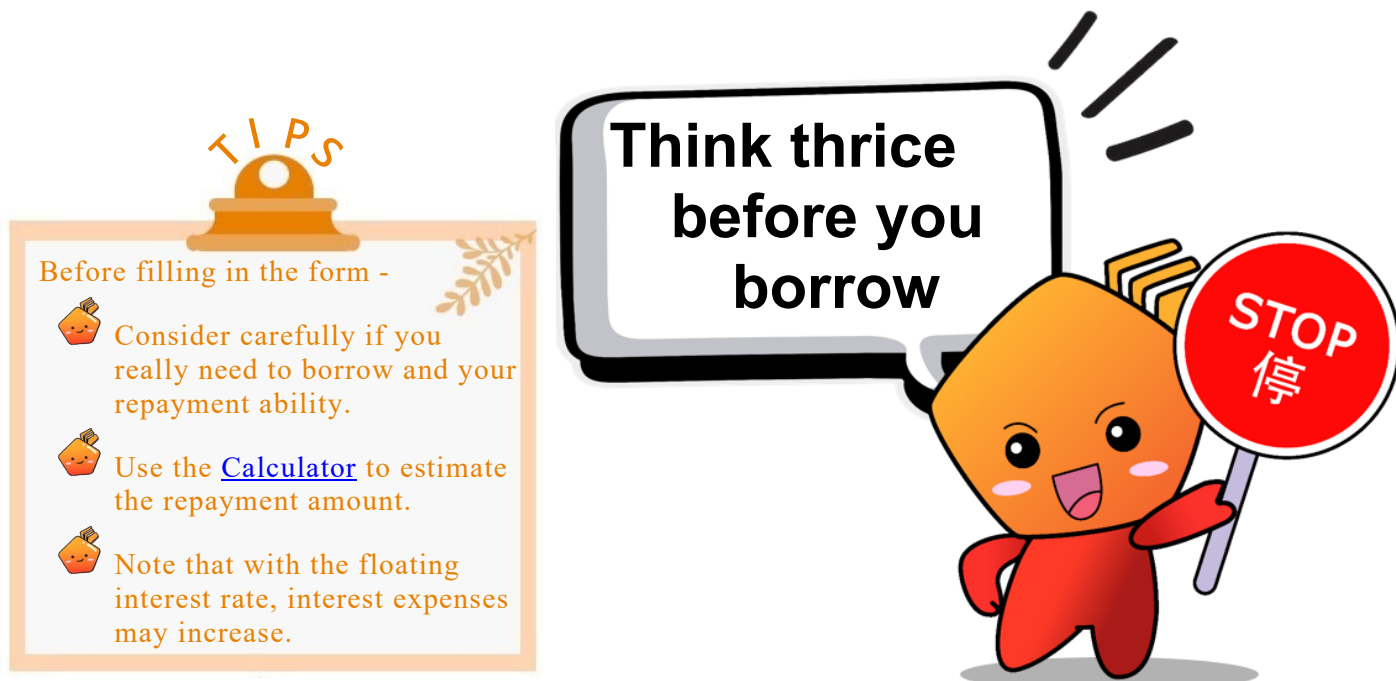 TIPS
Before filling in the form -
Consider carefully if you
really need to borrow and your
repayment ability.
Use the Calculator to estimate
the repayment amount.
Note that with the floating
interest rate, interest expenses
may increase.
Think thrice
before you
borrow
STOP
停